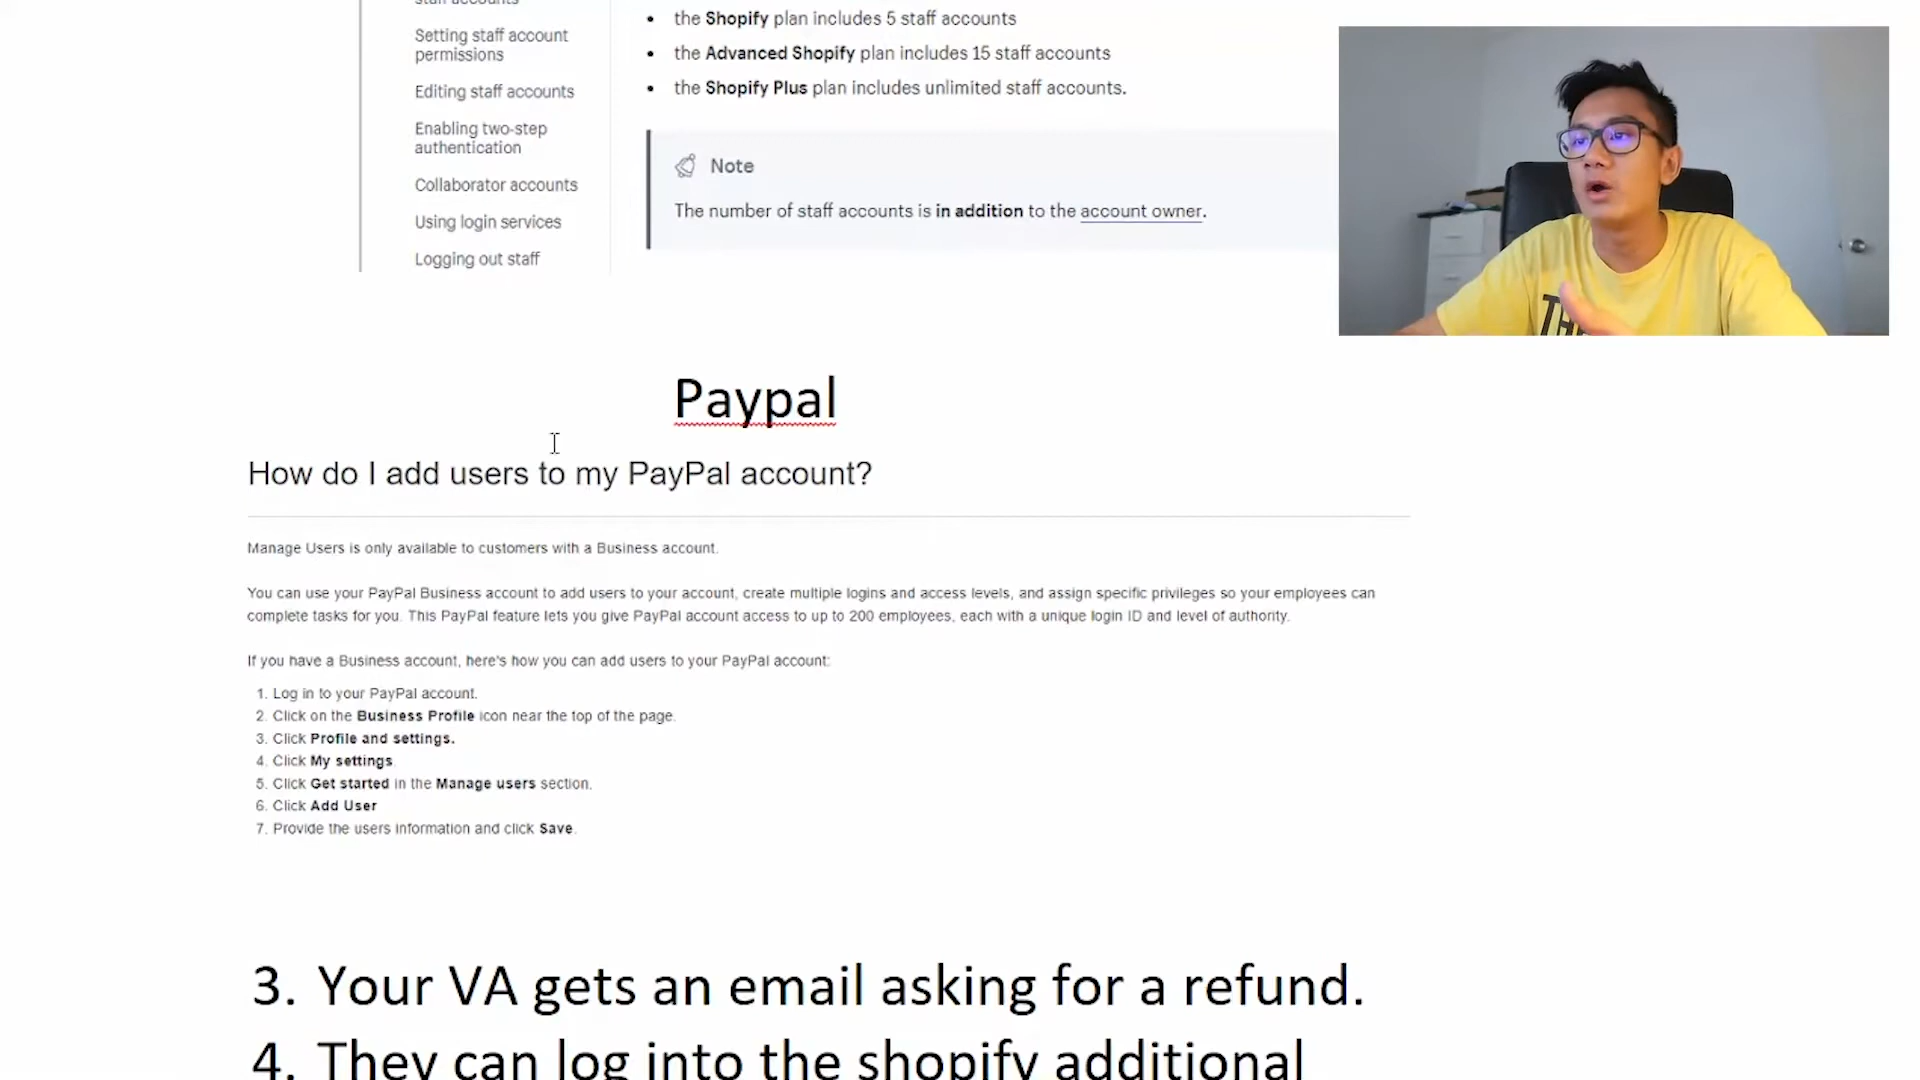 staff accounts
Setting staff account
permissions
Editing staff accounts
Enabling two-step
authentication
Collaborator accounts
Using login services
Logging out staff
• the Shopify plan includes 5 staff accounts
• the Advanced Shopify plan includes 15 staff accounts
• the Shopify Plus plan includes unlimited staff accounts.
Note
The number of staff accounts is in addition to the account owner.
Paypal
How do I add users to my PayPal account?
Manage Users is only available to customers with a Business account.
You can use your PayPal Business account to add users to your account, create multiple logins and access levels, and assign specific privileges so your employees can
complete tasks for you. This PayPal feature lets you give PayPal account access to up to 200 employees, each with a unique login ID and level of authority.
If you have a Business account, here's how you can add users to your PayPal account:
1. Log in to your PayPal account.
2. Click on the Business Profile icon near the top of the page.
3. Click Profile and settings.
4. Click My settings.
5. Click Get started in the Manage users section.
6. Click Add User
7. Provide the users information and click Save.
3. Your VA gets an email asking for a refund.
4. They can log into the shopify additional